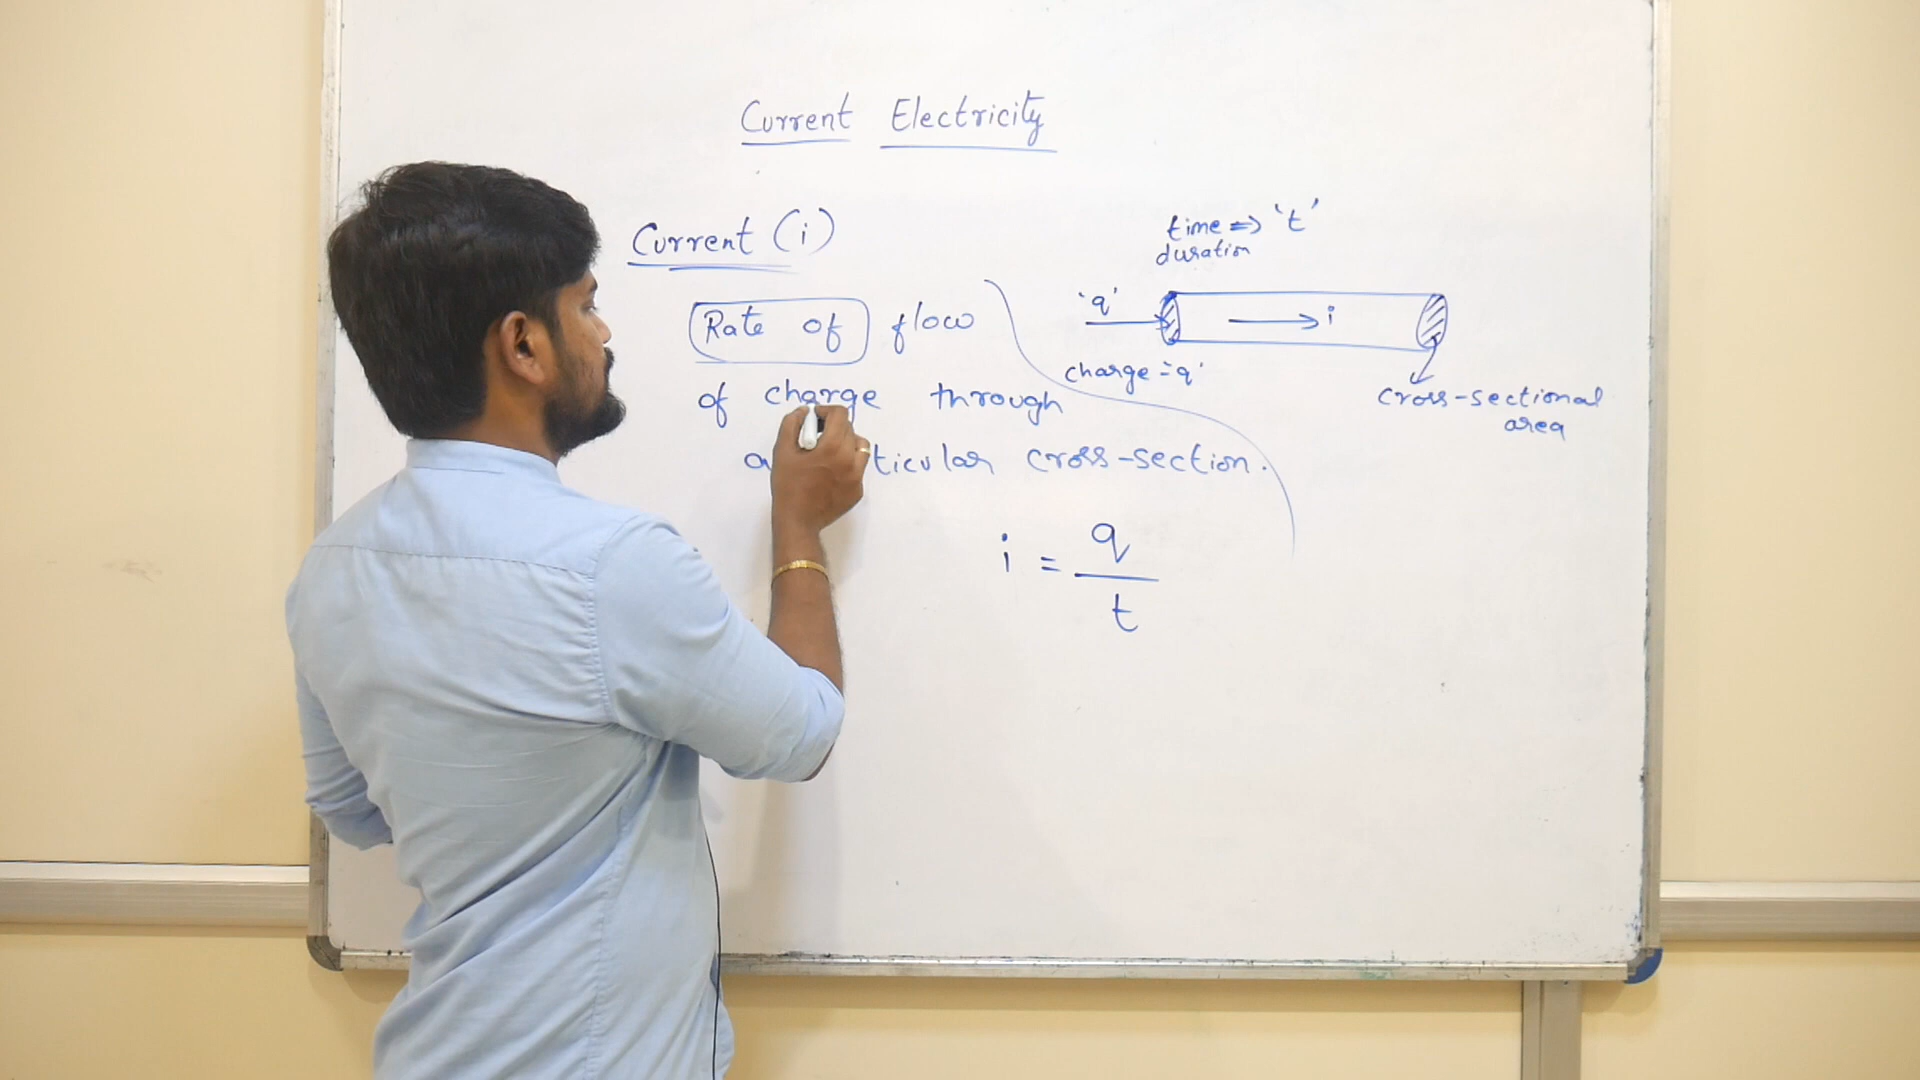 Current Electricity
Current (i)
Rate of flow
of charge through
ticular cross-section.
i = q
t
time => 't'
duration
'q'
i
charge = q'
cross-sectional
area